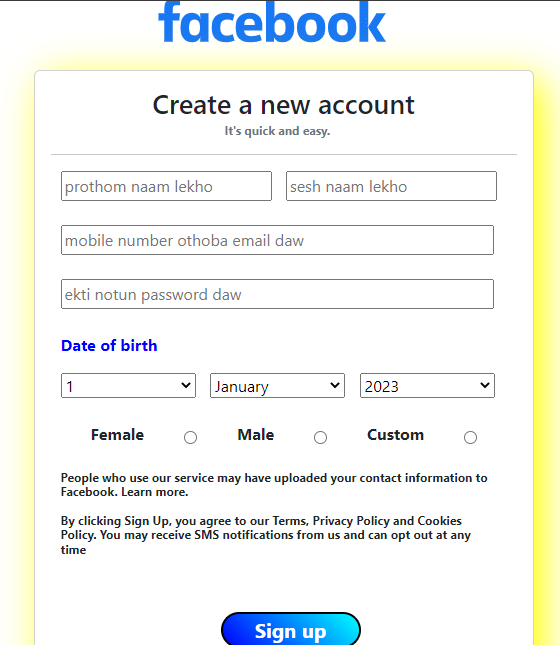 facebook
Create a new account
It's quick and easy.
prothom naam lekho sesh naam lekho
mobile number othoba email daw
ekti notun password daw
Date of birth
1 January 2023
Female Male Custom
People who use our service may have uploaded your contact information to
Facebook. Learn more.
By clicking Sign Up, you agree to our Terms, Privacy Policy and Cookies
Policy. You may receive SMS notifications from us and can opt out at any
time
Sign up